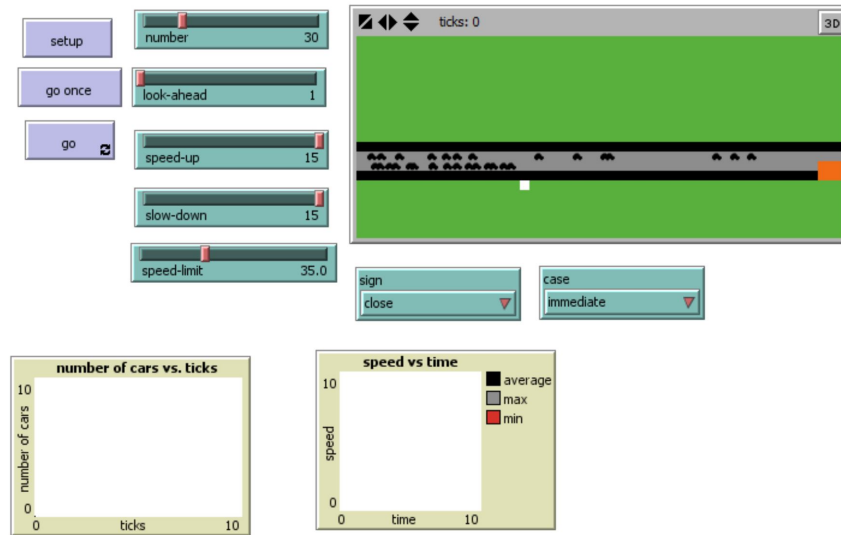 setup
go once
go
number 30
look-ahead 1
speed-up 15
slow-down 15
speed-limit 35.0
ticks: 0
3D
sign
close
case
immediate
number of cars vs. ticks
10
number of cars
0
0 ticks 10
speed vs time
10
speed
0
0 time 10
average
max
min